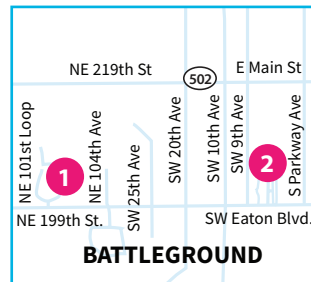 NE 219th St
502
E Main St
NE 101st Loop
1
NE 104th Ave
SW 25th Ave
SW 20th Ave
SW 10th Ave
SW 9th Ave
2
S Parkway Ave
NE 199th St.
SW Eaton Blvd.
BATTLEGROUND